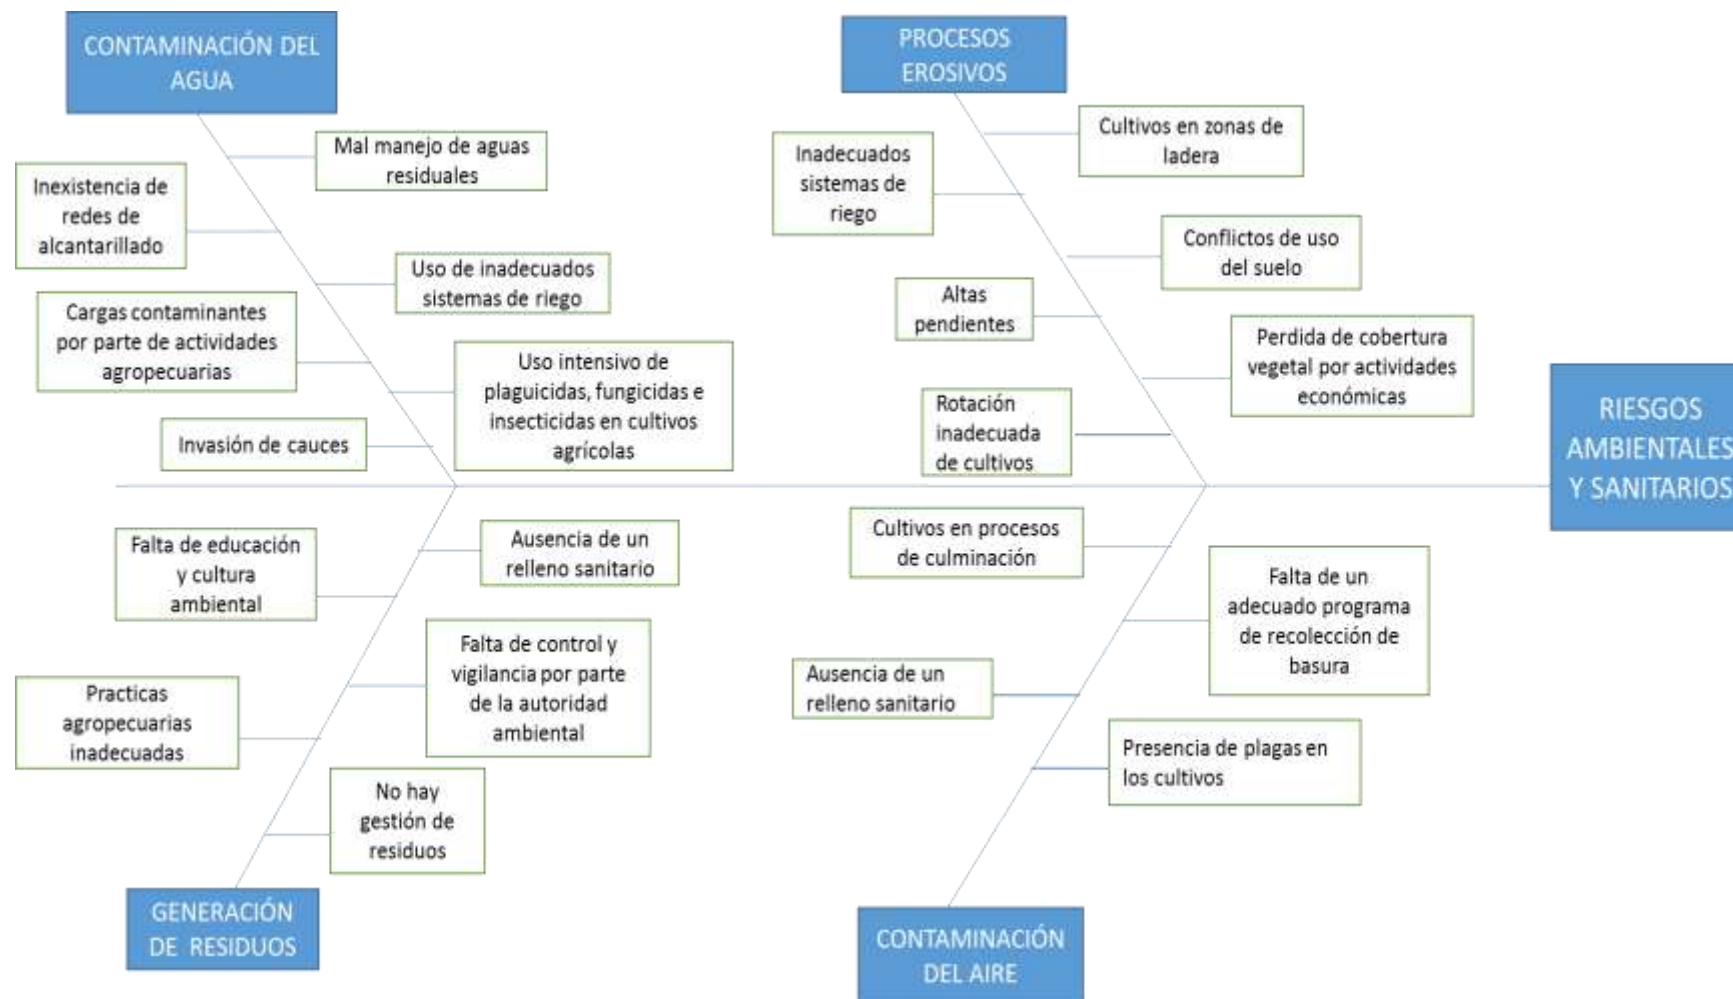 CONTAMINACIÓN DEL
AGUA
Mal manejo de aguas
residuales
Inexistencia de
redes de
alcantarillado
Uso de inadecuados
sistemas de riego
Cargas contaminantes
por parte de actividades
agropecuarias
Uso intensivo de
plaguicidas, fungicidas e
insecticidas en cultivos
agrícolas
Invasión de cauces
PROCESOS
EROSIVOS
Cultivos en zonas de
ladera
Inadecuados
sistemas de
riego
Conflictos de uso
del suelo
Altas
pendientes
Perdida de cobertura
vegetal por actividades
económicas
Rotación
inadecuada
de cultivos
RIESGOS
AMBIENTALES
Y SANITARIOS
Falta de educación
y cultura
ambiental
Ausencia de un
relleno sanitario
Falta de control y
vigilancia por parte
de la autoridad
ambiental
Practicas
agropecuarias
inadecuadas
No hay
gestión de
residuos
GENERACIÓN
DE RESIDUOS
Cultivos en procesos
de culminación
Falta de un
adecuado programa
de recolección de
basura
Ausencia de un
relleno sanitario
Presencia de plagas en
los cultivos
CONTAMINACIÓN
DEL AIRE